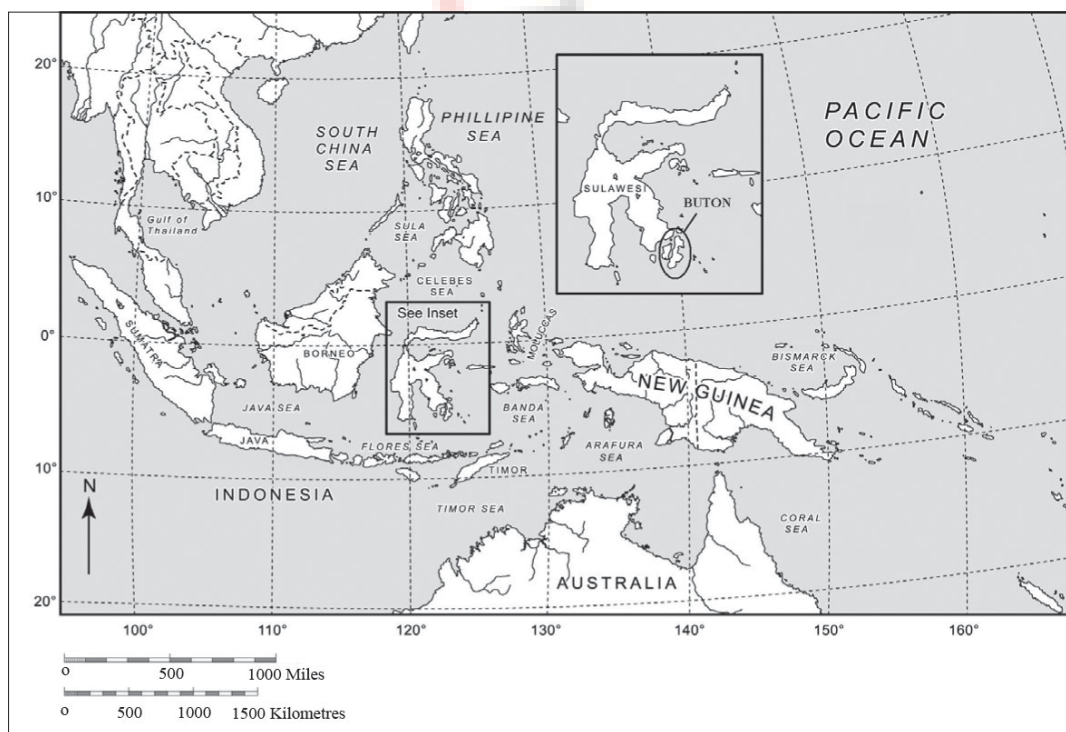 20°
10°
0°
10°
20°
SOUTH
CHINA
SEA
PHILLIPINE
SEA
PACIFIC
OCEAN
Gulf of
Thailand
SULA
SEA
CELEBES
SEA
See Inset
SULAWESI
BUTON
SUMATRA
BORNEO
MOLUCCAS
JAVA SEA
JAVA
FLORES SEA
BANDA
SEA
NEW GUINEA
BISMARCK
SEA
ARAFURA
SEA
TIMOR
INDONESIA
TIMOR SEA
CORAL
SEA
AUSTRALIA
N
100°
110°
120°
130°
140°
150°
160°
0 500 1000 Miles
0 500 1000 1500 Kilometres